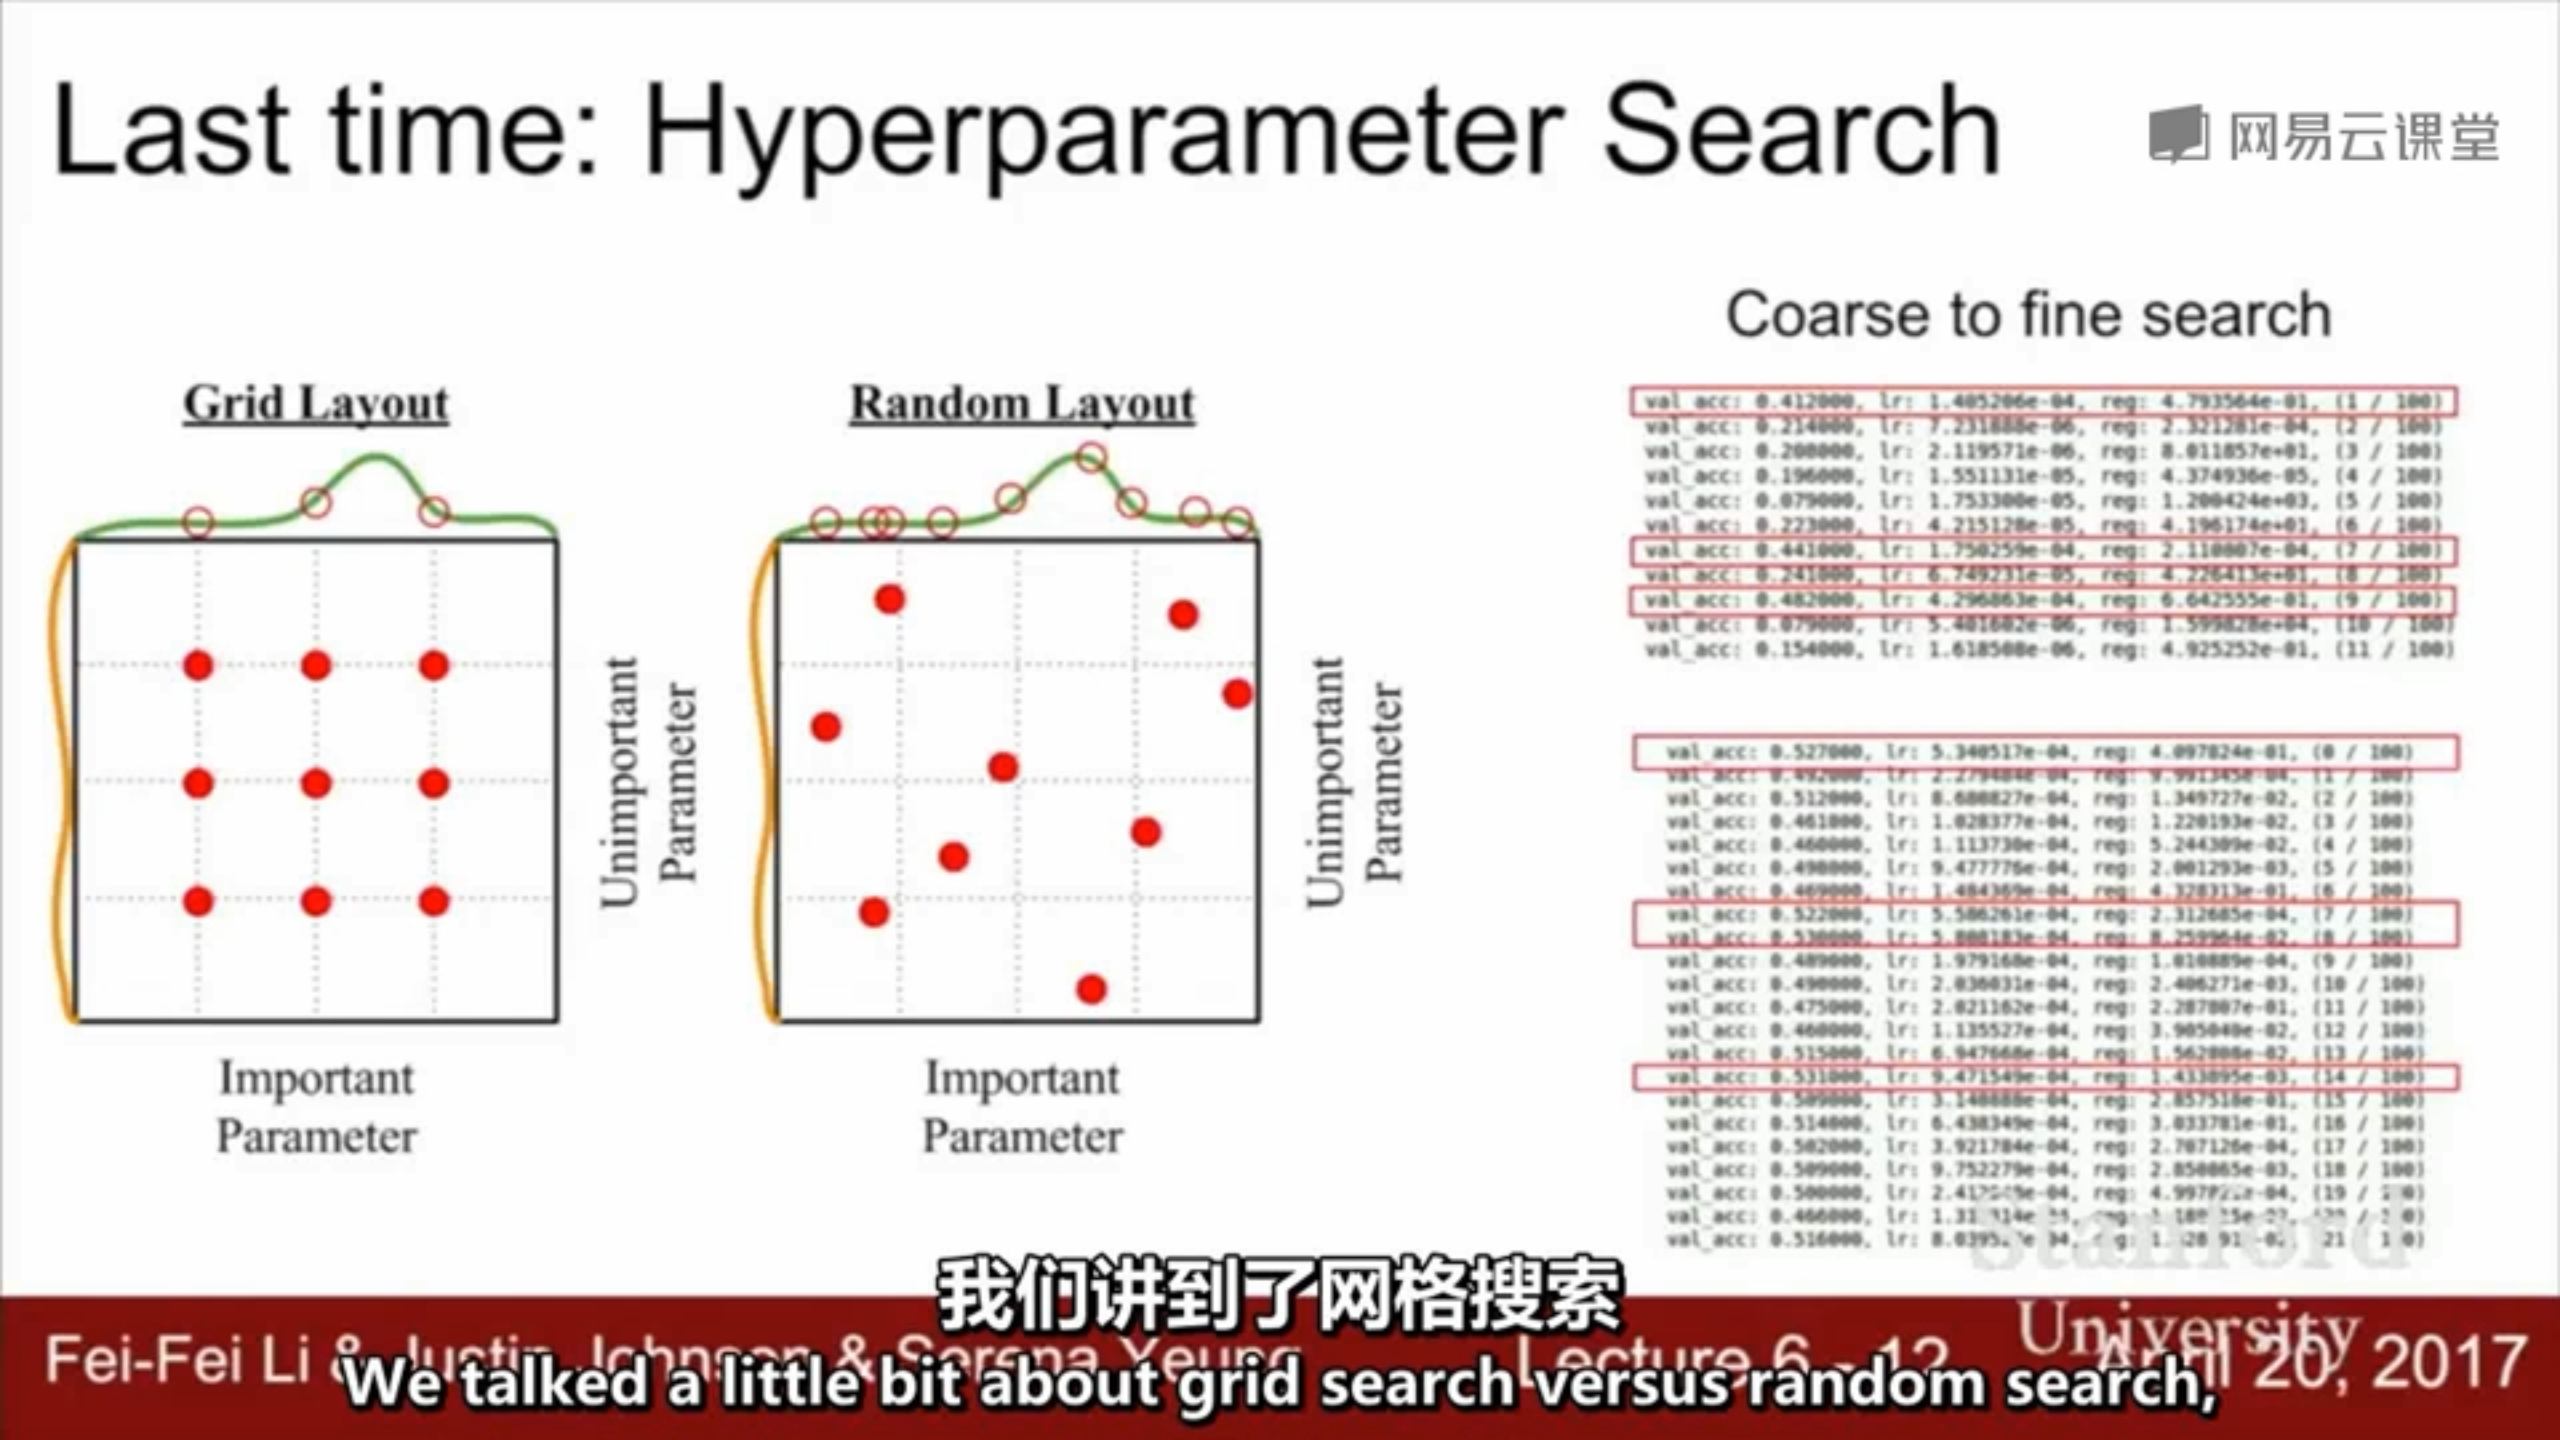 Last time: Hyperparameter Search
网易云课堂
Coarse to fine search
Grid Layout
Random Layout
Unimportant
Parameter
Unimportant
Parameter
Important
Parameter
Important
Parameter
val_acc: 0.412000, lr: 1.405206e-04, reg: 4.793564e-01, (1 / 100)
val_acc: 0.214000, lr: 7.231888e-06, reg: 2.321281e-04, (2 / 100)
val_acc: 0.208000, lr: 2.119571e-06, reg: 8.011857e+01, (3 / 100)
val_acc: 0.196000, lr: 1.551131e-05, reg: 4.374936e-05, (4 / 100)
val_acc: 0.079000, lr: 1.753300e-05, reg: 1.200424e+03, (5 / 100)
val_acc: 0.223000, lr: 4.215128e-05, reg: 4.196174e+01, (6 / 100)
val_acc: 0.441000, lr: 1.750259e-04, reg: 2.110807e-04, (7 / 100)
val_acc: 0.241000, lr: 6.749231e-05, reg: 4.226413e+01, (8 / 100)
val_acc: 0.482000, lr: 4.296863e-04, reg: 6.642555e-01, (9 / 100)
val_acc: 0.079000, lr: 5.401602e-06, reg: 1.599828e+04, (10 / 100)
val_acc: 0.154000, lr: 1.618508e-06, reg: 4.925252e-01, (11 / 100)
val_acc: 0.527000, lr: 5.340517e-04, reg: 4.097824e-01, (0 / 100)
val_acc: 0.492000, lr: 2.279484e-04, reg: 9.991345e-04, (1 / 100)
val_acc: 0.512000, lr: 8.680827e-04, reg: 1.349727e-02, (2 / 100)
val_acc: 0.461000, lr: 1.028377e-04, reg: 1.220193e-02, (3 / 100)
val_acc: 0.460000, lr: 1.113730e-04, reg: 5.244309e-02, (4 / 100)
val_acc: 0.498000, lr: 9.477776e-04, reg: 2.001293e-03, (5 / 100)
val_acc: 0.469000, lr: 1.484369e-04, reg: 4.328313e-01, (6 / 100)
val_acc: 0.522000, lr: 5.586261e-04, reg: 2.312685e-04, (7 / 100)
val_acc: 0.530000, lr: 5.808183e-04, reg: 8.259964e-02, (8 / 100)
val_acc: 0.489000, lr: 1.979168e-04, reg: 1.010889e-04, (9 / 100)
val_acc: 0.490000, lr: 2.036031e-04, reg: 2.406271e-03, (10 / 100)
val_acc: 0.475000, lr: 2.021162e-04, reg: 2.287807e-01, (11 / 100)
val_acc: 0.460000, lr: 1.135527e-04, reg: 3.905040e-02, (12 / 100)
val_acc: 0.515000, lr: 6.947668e-04, reg: 1.562808e-02, (13 / 100)
val_acc: 0.531000, lr: 9.471549e-04, reg: 1.433895e-03, (14 / 100)
val_acc: 0.509000, lr: 3.140888e-04, reg: 2.857518e-01, (15 / 100)
val_acc: 0.514000, lr: 6.438349e-04, reg: 3.033781e-01, (16 / 100)
val_acc: 0.502000, lr: 3.921784e-04, reg: 2.707126e-04, (17 / 100)
val_acc: 0.509000, lr: 9.752279e-04, reg: 2.850865e-03, (18 / 100)
val_acc: 0.500000, lr: reg: (19 /
val_acc: 0.466000, lr: reg:
val_acc: 0.516000, lr: reg:
Stanford
University
我们讲到了网格搜索
Fei-Fei Li & Justin Johnson & Serena Yeung
Lecture 6 - 12
April 20, 2017
We talked a little bit about grid search versus random search,